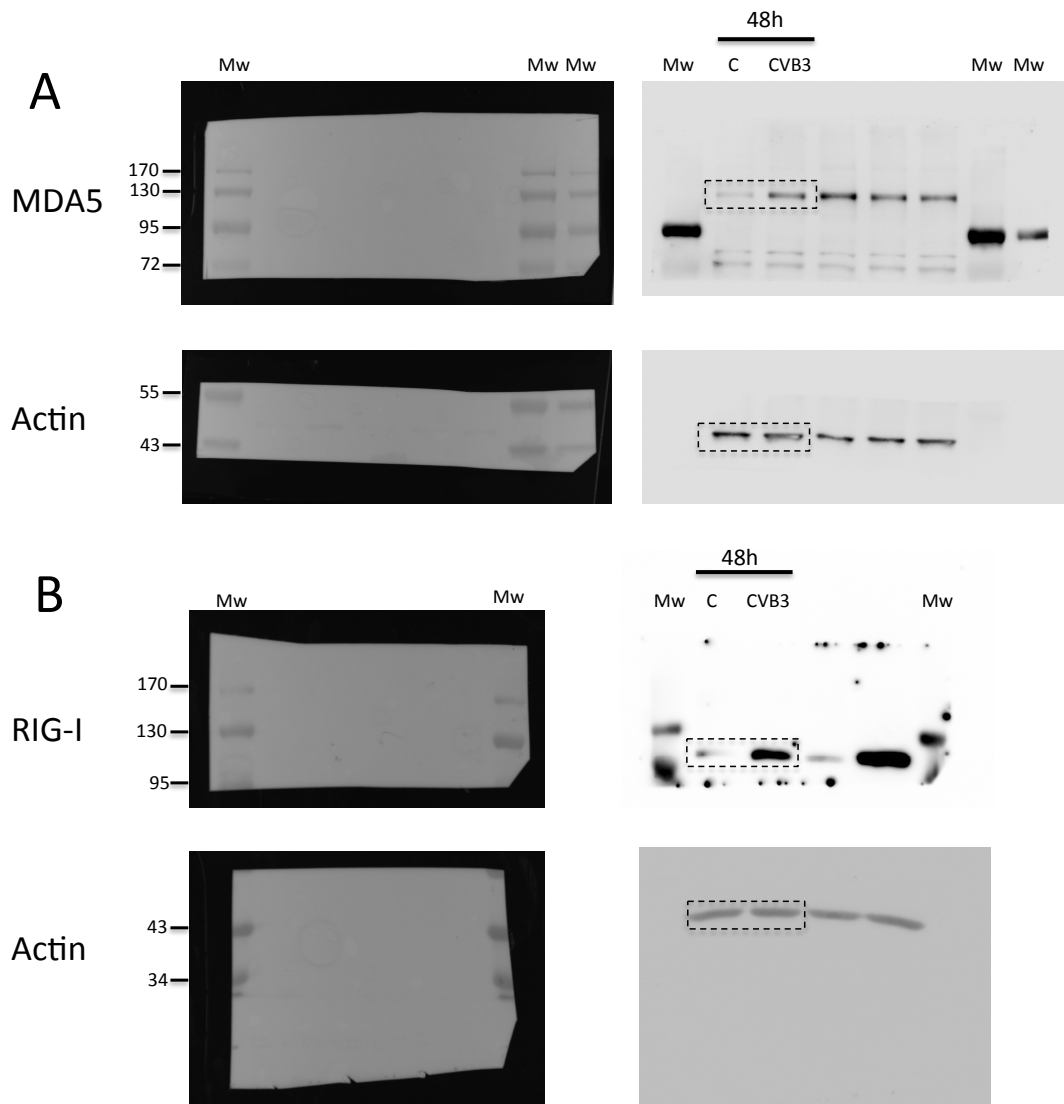 A
48h
Mw Mw Mw Mw C CVB3 Mw Mw
MDA5
170
130
95
72
Actin
55
43
B
48h
Mw Mw Mw C CVB3 Mw
RIG-I
170
130
95
Actin
43
34